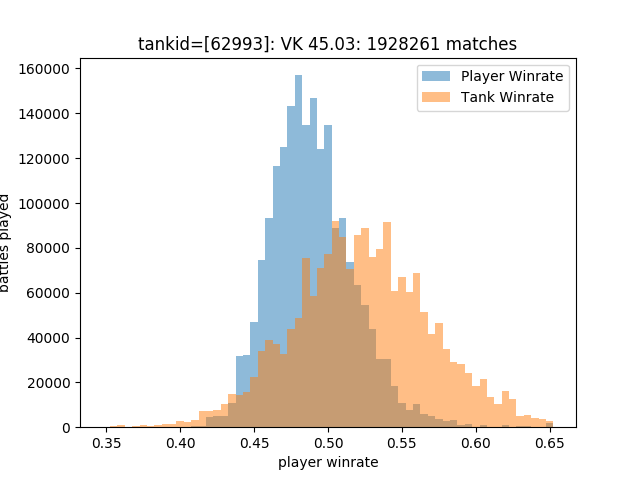 tankid=[62993]: VK 45.03: 1928261 matches
Player Winrate
Tank Winrate
160000
140000
120000
100000
80000
60000
40000
20000
0
battles played
0.35 0.40 0.45 0.50 0.55 0.60 0.65
player winrate